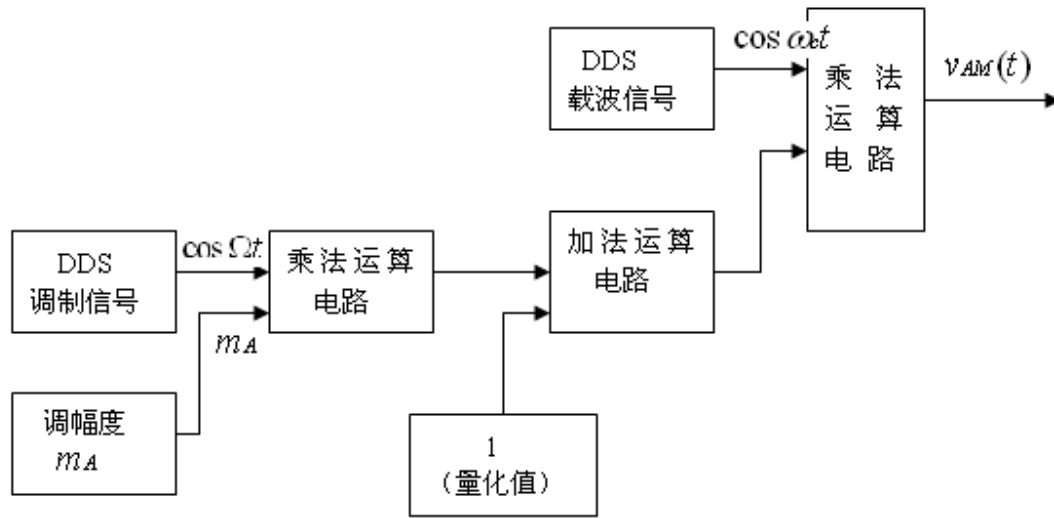 DDS
载波信号
cos ω₀t
乘 法
运 算
电 路
vAM(t)
DDS
调制信号
cos Ωt
乘法运算
电路
加法运算
电路
mA
调幅度
mA
1
（量化值）